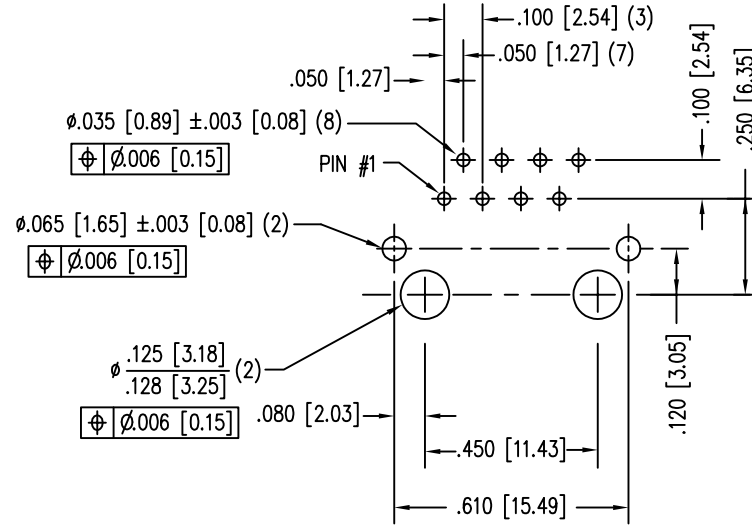 .100 [2.54] (3)
.050 [1.27] (7)
.050 [1.27]
.100 [2.54]
.250 [6.35]
⌀.035 [0.89] ±.003 [0.08] (8)
⌖ ⌀.006 [0.15]
PIN #1
⌀.065 [1.65] ±.003 [0.08] (2)
⌖ ⌀.006 [0.15]
⌀ .125 [3.18]
.128 [3.25] (2)
⌖ ⌀.006 [0.15]
.080 [2.03]
.120 [3.05]
.450 [11.43]
.610 [15.49]